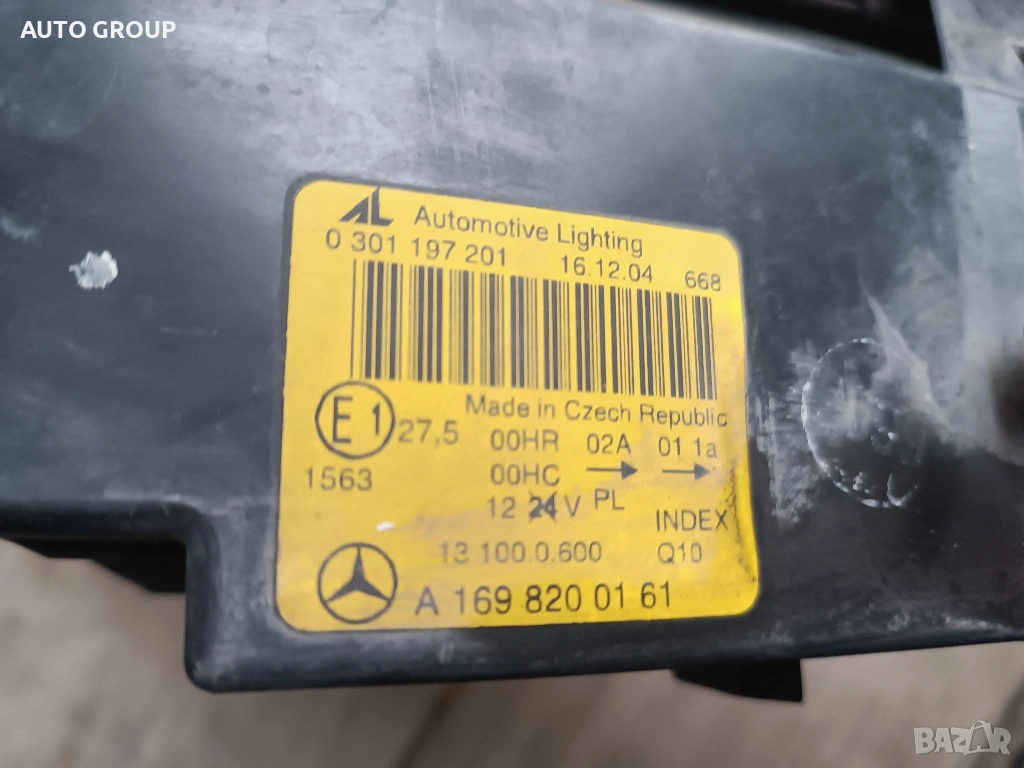 AUTO GROUP
AL Automotive Lighting
0 301 197 201 16.12.04 668
Made in Czech Republic
E1 27,5 00HR 02A 01 1a
1563 00HC → →
12 24 V PL
INDEX
13 100.0.600 Q10
A 169 820 01 61
BAZAR